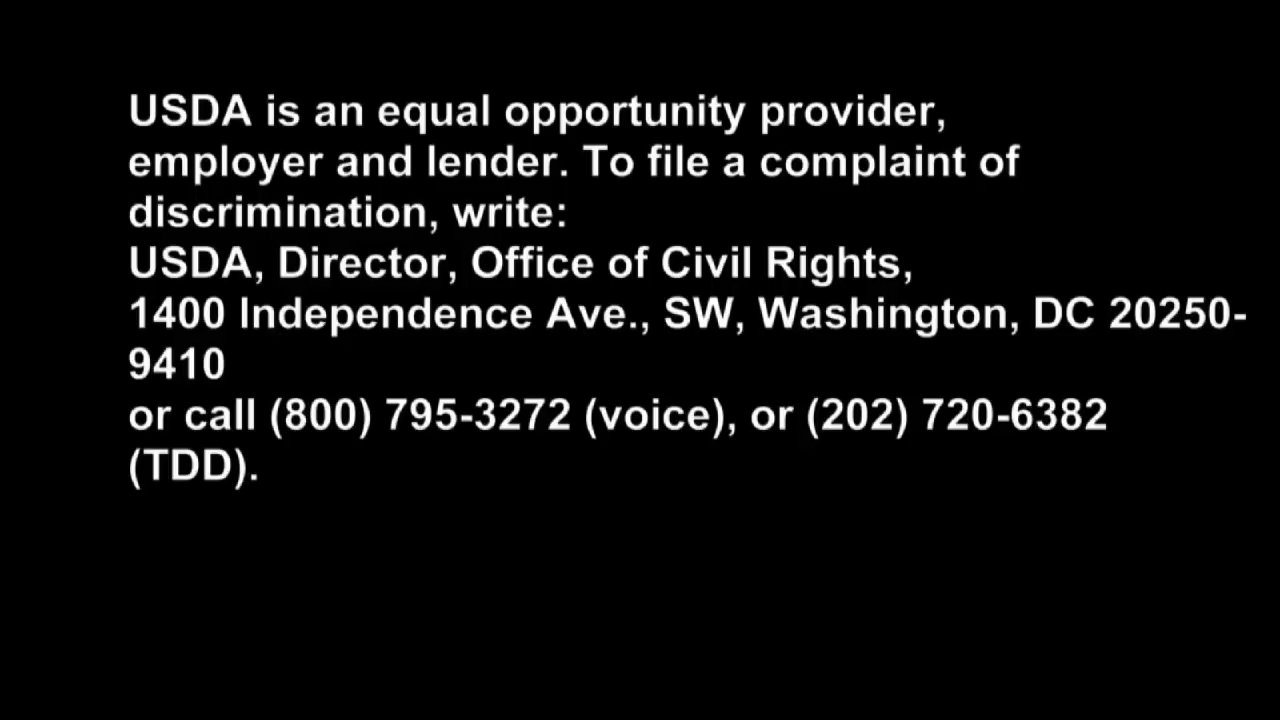 USDA is an equal opportunity provider,
employer and lender. To file a complaint of
discrimination, write:
USDA, Director, Office of Civil Rights,
1400 Independence Ave., SW, Washington, DC 20250-
9410
or call (800) 795-3272 (voice), or (202) 720-6382
(TDD).